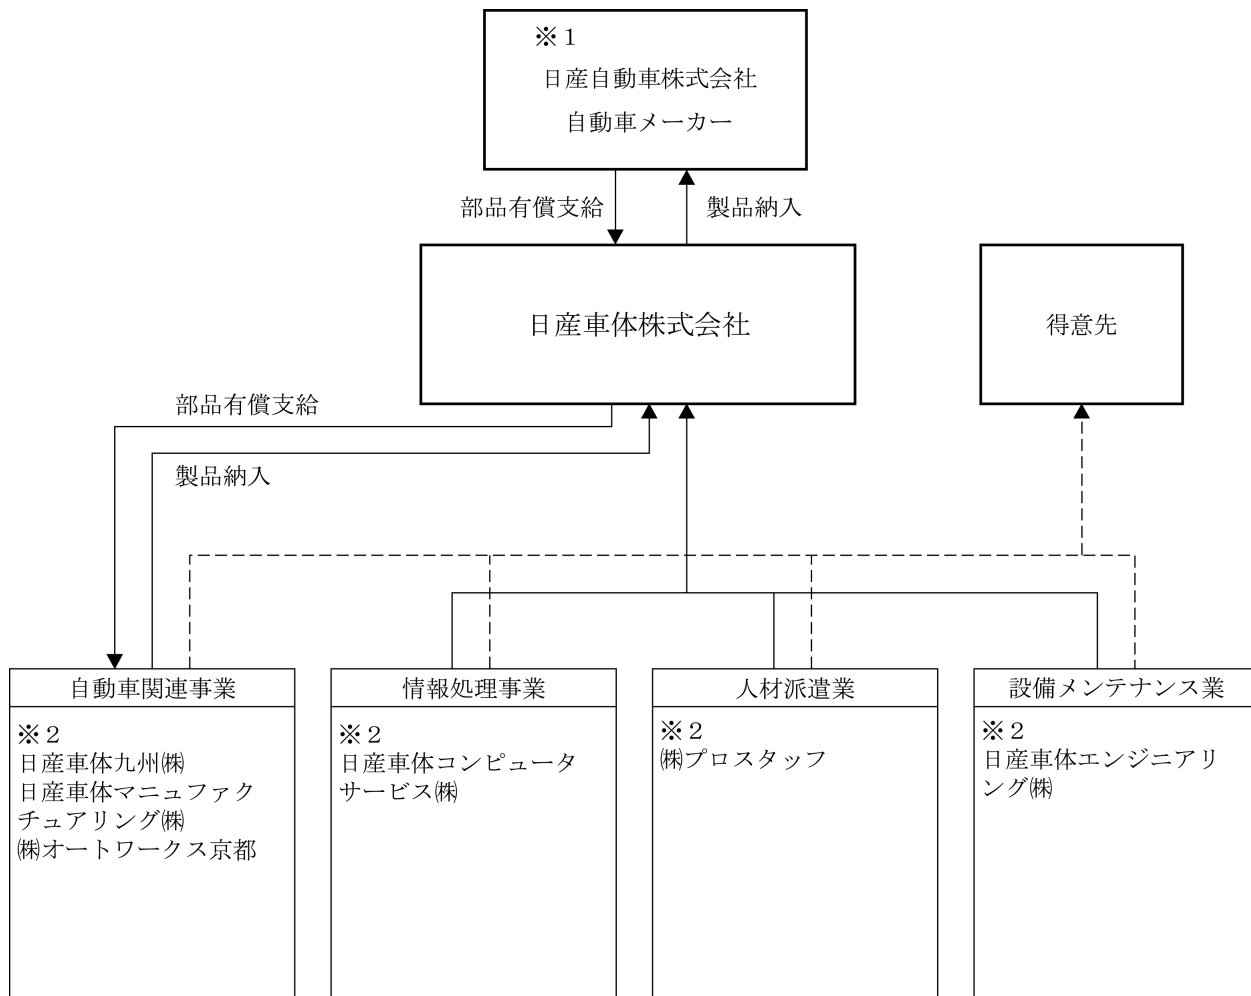 ※1
日産自動車株式会社
自動車メーカー
部品有償支給
製品納入
日産車体株式会社
得意先
部品有償支給
製品納入
自動車関連事業
※2
日産車体九州㈱
日産車体マニュファク
チュアリング㈱
㈱オートワークス京都
情報処理事業
※2
日産車体コンピュータ
サービス㈱
人材派遣業
※2
㈱プロスタッフ
設備メンテナンス業
※2
日産車体エンジニアリ
ング㈱